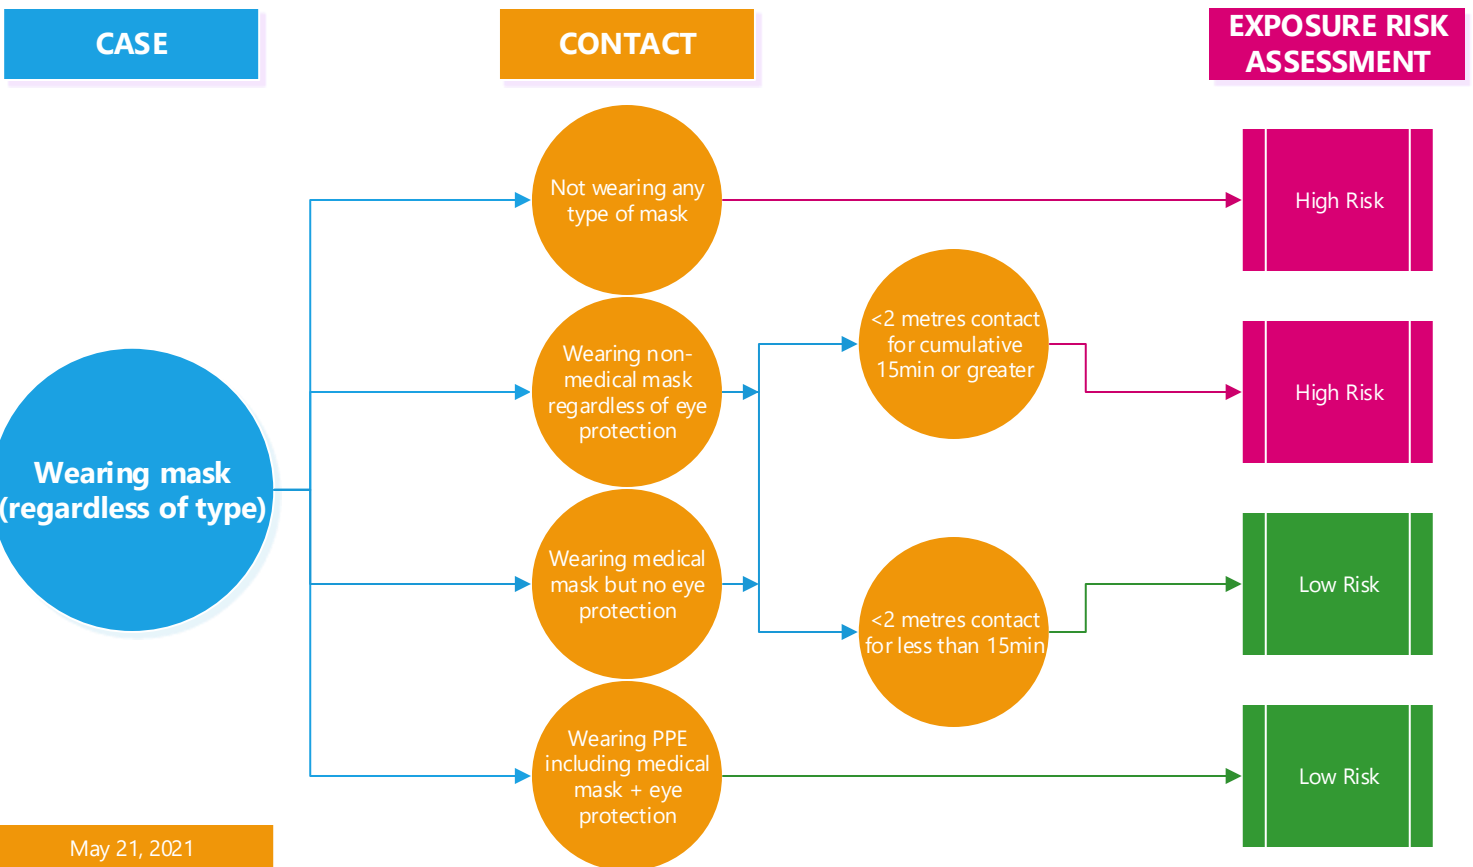 CASE
CONTACT
EXPOSURE RISK
ASSESSMENT
Not wearing any
type of mask
High Risk
<2 metres contact
for cumulative
15min or greater
Wearing non-
medical mask
regardless of eye
protection
High Risk
Wearing mask
(regardless of type)
Wearing medical
mask but no eye
protection
<2 metres contact
for less than 15min
Low Risk
Wearing PPE
including medical
mask + eye
protection
Low Risk
May 21, 2021